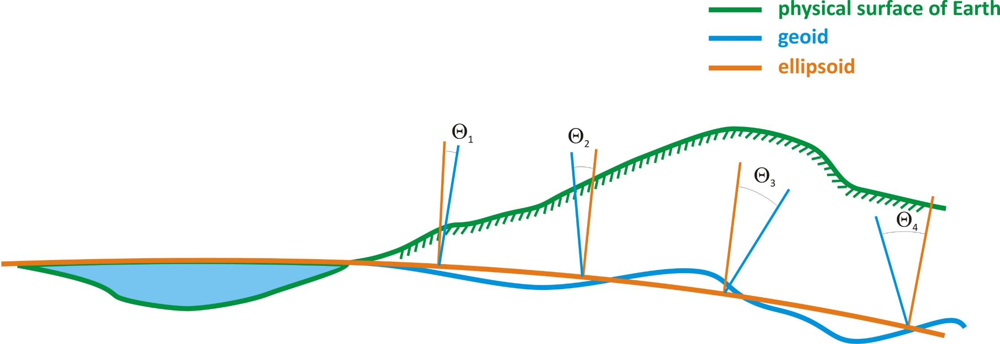 physical surface of Earth
geoid
ellipsoid
Θ1
Θ2
Θ3
Θ4